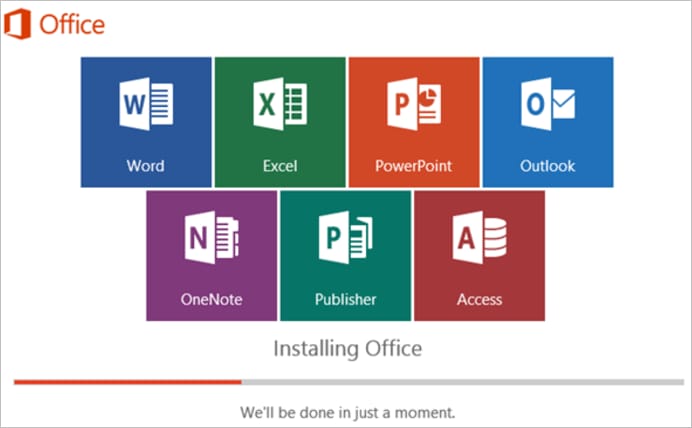 Office
W
Word
X
Excel
P
PowerPoint
O
Outlook
N
OneNote
P
Publisher
A
Access
Installing Office
We'll be done in just a moment.